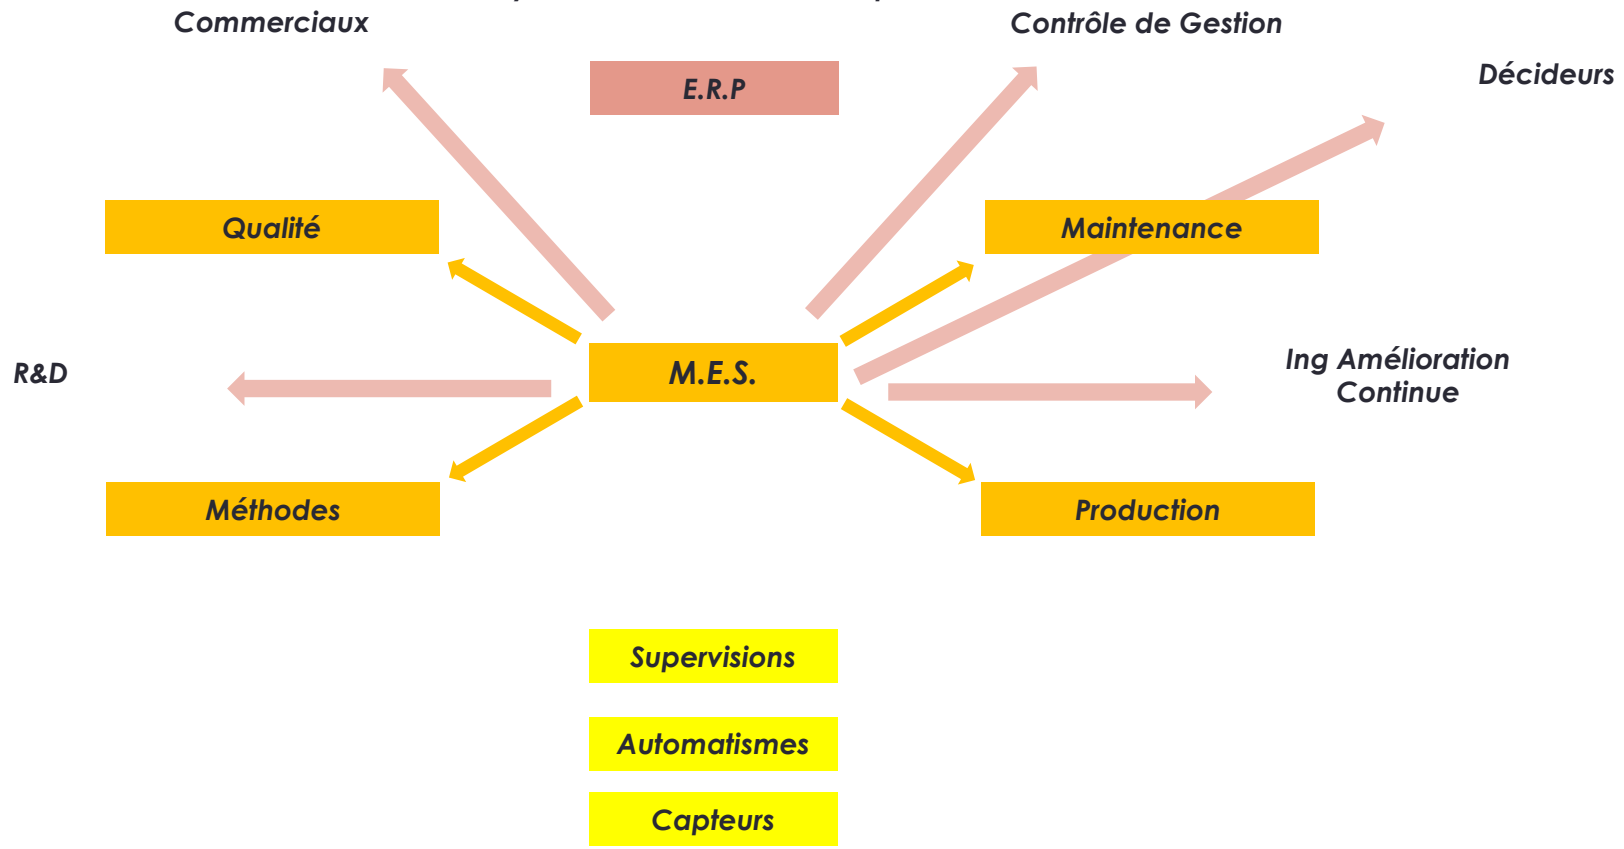 Commerciaux
Contrôle de Gestion
E.R.P
Décideurs
Qualité
Maintenance
R&D
M.E.S.
Ing Amélioration
Continue
Méthodes
Production
Supervisions
Automatismes
Capteurs